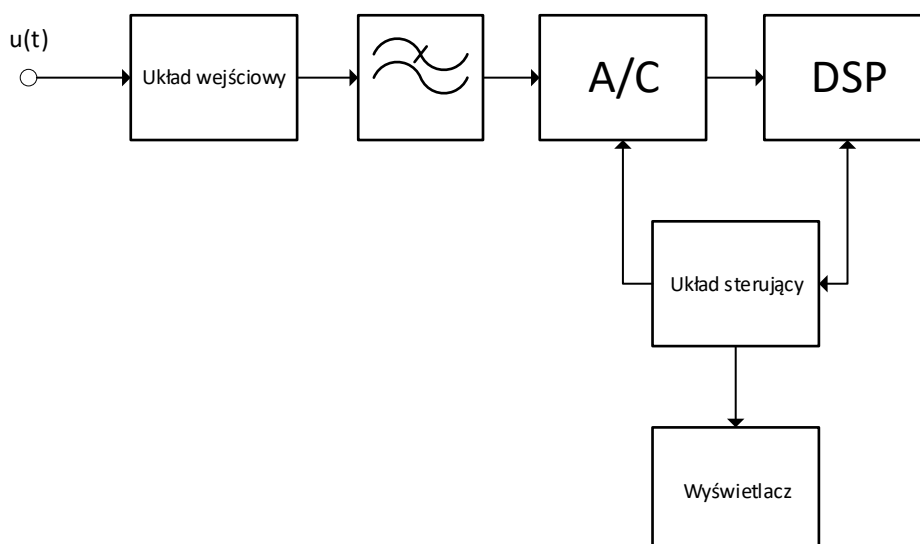 u(t)
Układ wejściowy
A/C
DSP
Układ sterujący
Wyświetlacz